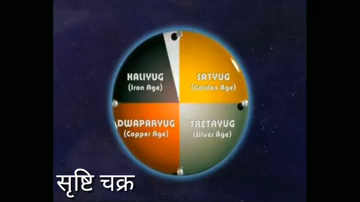 KALIYUG
(Iron Age)
SATYUG
(Golden Age)
DWAPARYUG
(Copper Age)
TRETAYUG
(Silver Age)
सृष्टि चक्र